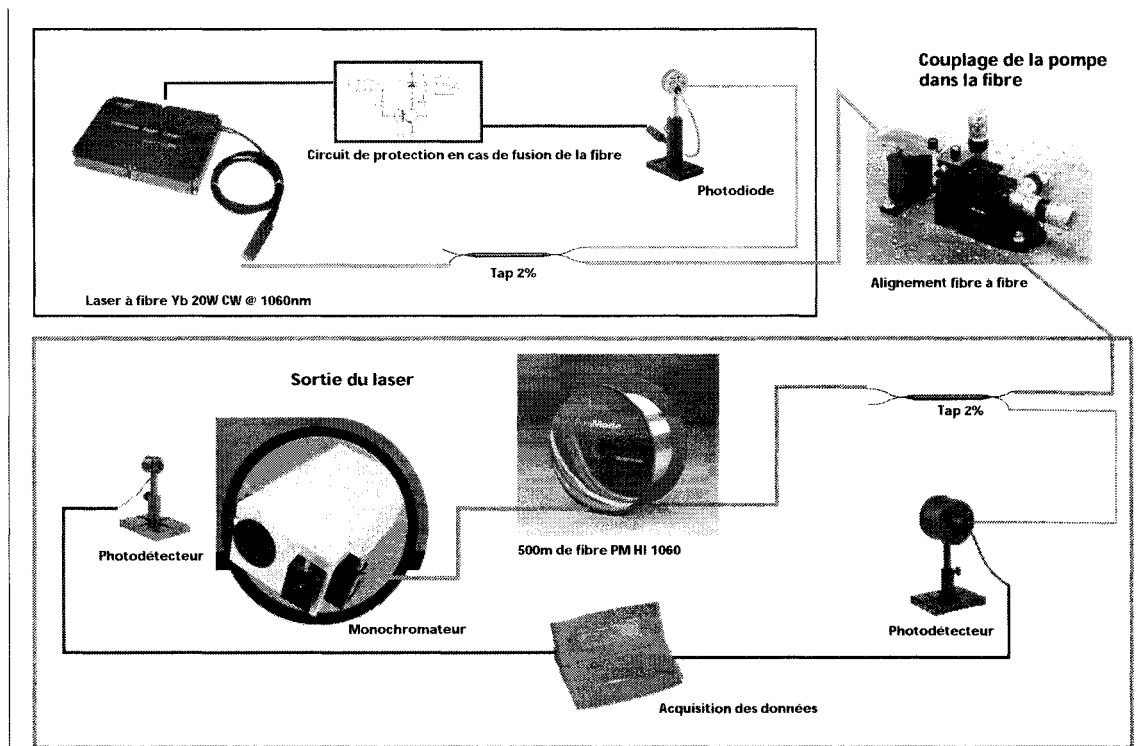 Couplage de la pompe
dans la fibre
Circuit de protection en cas de fusion de la fibre
Photodiode
Tap 2%
Laser à fibre Yb 20W CW @ 1060nm
Alignement fibre à fibre
Sortie du laser
Tap 2%
Photodétecteur
500m de fibre PM HI 1060
Monochromateur
Photodétecteur
Acquisition des données